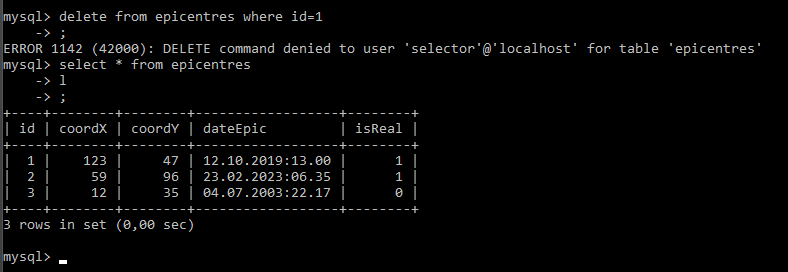 mysql> delete from epicentres where id=1
    -> ;
ERROR 1142 (42000): DELETE command denied to user 'selector'@'localhost' for table 'epicentres'
mysql> select * from epicentres
    -> l
    -> ;
+----+--------+--------+------------------+--------+
| id | coordX | coordY | dateEpic         | isReal |
+----+--------+--------+------------------+--------+
|  1 |    123 |     47 | 12.10.2019:13.00 |      1 |
|  2 |     59 |     96 | 23.02.2023:06.35 |      1 |
|  3 |     12 |     35 | 04.07.2003:22.17 |      0 |
+----+--------+--------+------------------+--------+
3 rows in set (0,00 sec)
mysql>